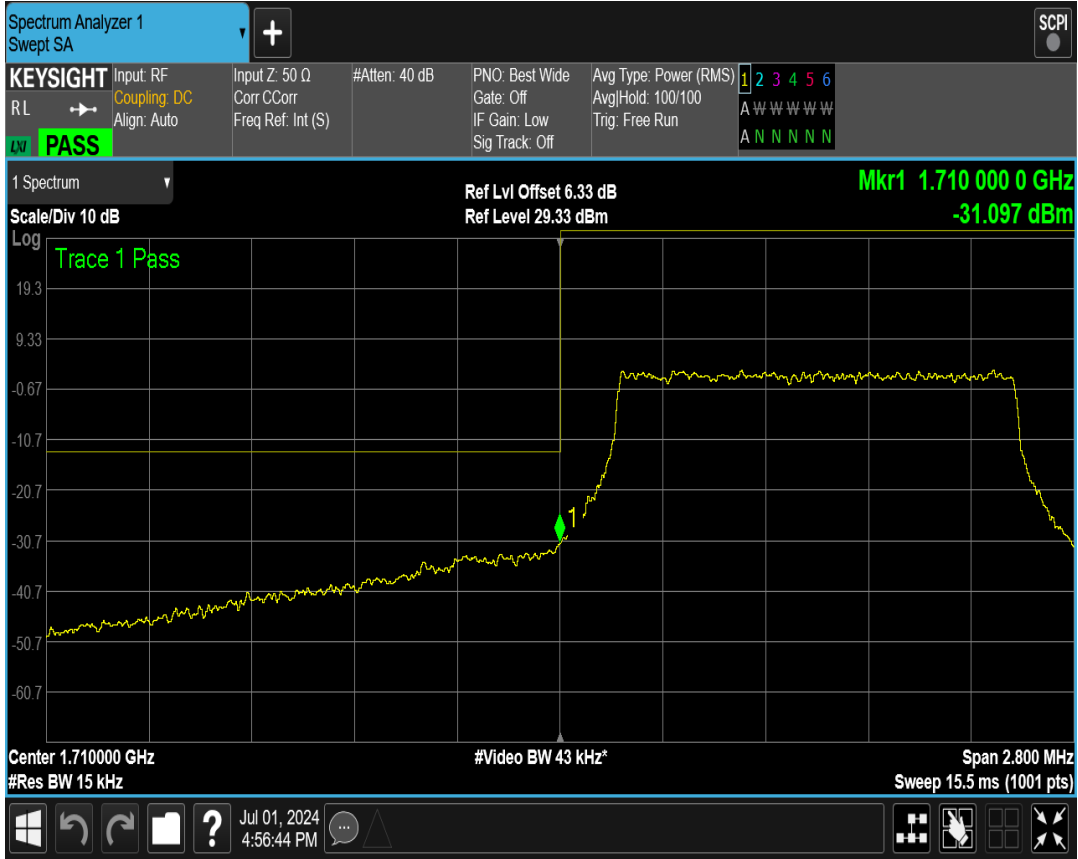 Spectrum Analyzer 1
Swept SA
SCPI
KEYSIGHT
RL
LXI PASS
Input: RF
Coupling: DC
Align: Auto
Input Z: 50 Ω
Corr CCorr
Freq Ref: Int (S)
#Atten: 40 dB
PNO: Best Wide
Gate: Off
IF Gain: Low
Sig Track: Off
Avg Type: Power (RMS)
Avg|Hold: 100/100
Trig: Free Run
1 2 3 4 5 6
A W W W W W
A N N N N N
1 Spectrum
Scale/Div 10 dB
Ref Lvl Offset 6.33 dB
Ref Level 29.33 dBm
Mkr1 1.710 000 0 GHz
-31.097 dBm
Log
Trace 1 Pass
19.3
9.33
-0.67
-10.7
-20.7
1
-30.7
-40.7
-50.7
-60.7
Center 1.710000 GHz
#Video BW 43 kHz*
Span 2.800 MHz
#Res BW 15 kHz
Sweep 15.5 ms (1001 pts)
?
Jul 01, 2024
4:56:44 PM